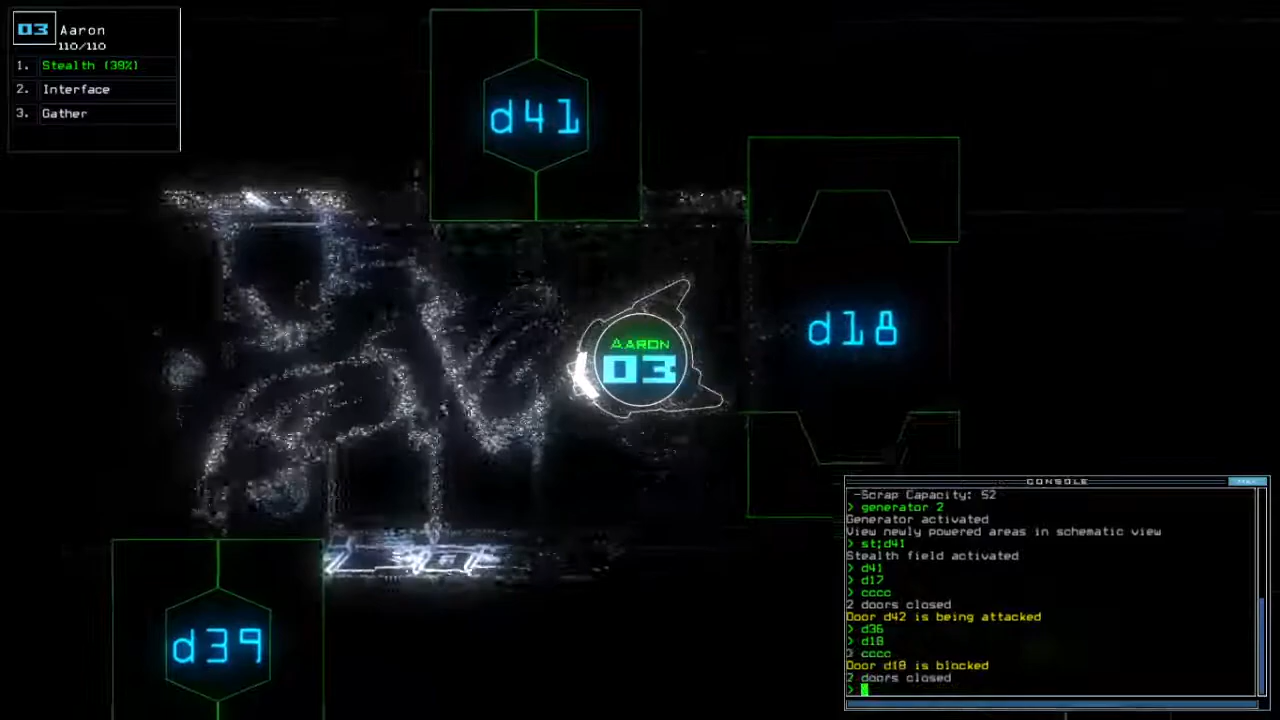 03 Aaron
110/110
1. Stealth (39%)
2. Interface
3. Gather
d41
d18
AARON
03
d39
CONSOLE
-Scrap Capacity: 52
> generator 2
Generator activated
View newly powered areas in schematic view
> st;d41
Stealth field activated
> d41
> d17
> cccc
2 doors closed
Door d42 is being attacked
> d36
> d18
> cccc
Door d18 is blocked
2 doors closed
>